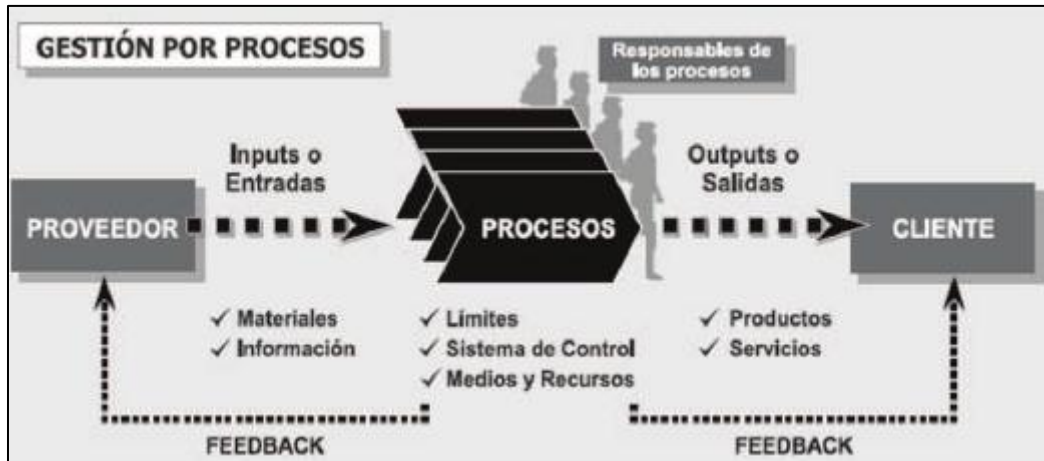 GESTIÓN POR PROCESOS
Responsables de
los procesos
Inputs o
Entradas
Outputs o
Salidas
PROVEEDOR
PROCESOS
CLIENTE
✓ Materiales
✓ Información
✓ Límites
✓ Sistema de Control
✓ Medios y Recursos
✓ Productos
✓ Servicios
FEEDBACK
FEEDBACK